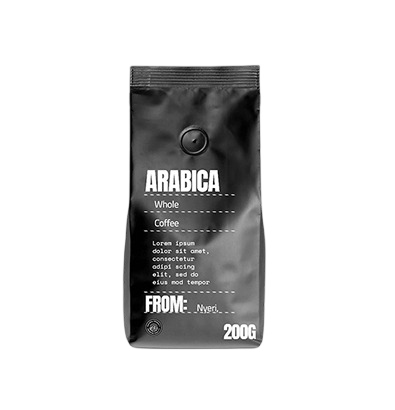 ARABICA
Whole
Coffee
Lorem ipsum
dolor sit amet,
consectetur
adipi scing
elit, sed do
eius mod tempor
FROM: Nyeri.
200G